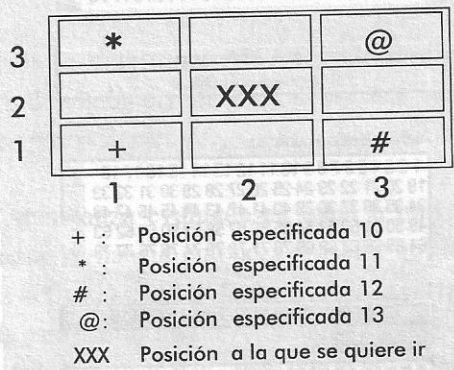 3 * @
2 XXX
1 + #
1 2 3
+ : Posición especificada 10
* : Posición especificada 11
# : Posición especificada 12
@: Posición especificada 13
XXX Posición a la que se quiere ir